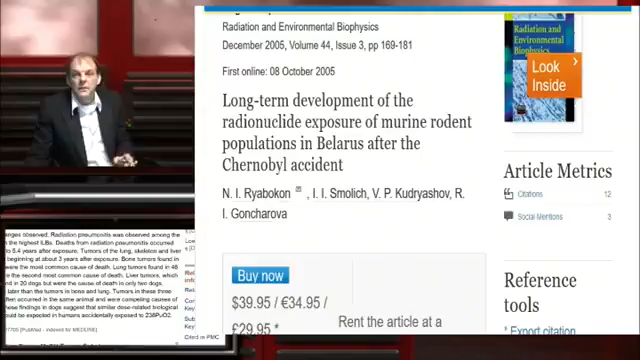 Radiation and Environmental Biophysics
December 2005, Volume 44, Issue 3, pp 169-181
First online: 08 October 2005
Long-term development of the
radionuclide exposure of murine rodent
populations in Belarus after the
Chernobyl accident
N. I. Ryabokon , I. I. Smolich, V. P. Kudryashov, R.
I. Goncharova
Buy now
$39.95 / €34.95 /
£29.95 *
Rent the article at a
Radiation and
Environmental
Biophysics
Look
Inside
Article Metrics
Citations 12
Social Mentions 3
Reference
tools
Export citation
anges observed. Radiation pneumonitis was observed among
the highest ILBs. Deaths from radiation pneumonitis occurred
5.4 years after exposure. Tumors of the lung, skeleton and liver
beginning at about 3 years after exposure. Bone tumors found in
were the most common cause of death. Lung tumors found in 46
the second most common cause of death. Liver tumors, which
in 20 dogs but were the cause of death in only two dogs,
later than the tumors in bone and lung. Tumors in these three
often occurred in the same animal and were competing causes of
these findings in dogs suggest that similar dose-related biological
could be expected in humans accidentally exposed to 238PuO2.
[PubMed - indexed for MEDLINE]
Cited in PMC